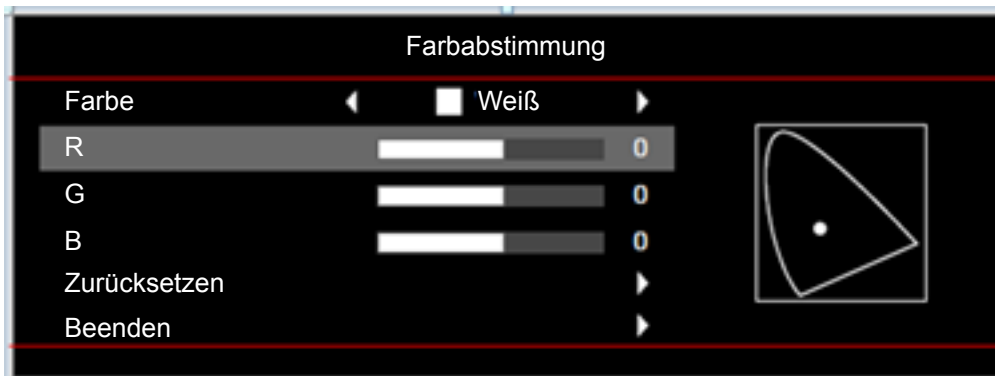 Farbabstimmung
Farbe Weiß
R 0
G 0
B 0
Zurücksetzen
Beenden